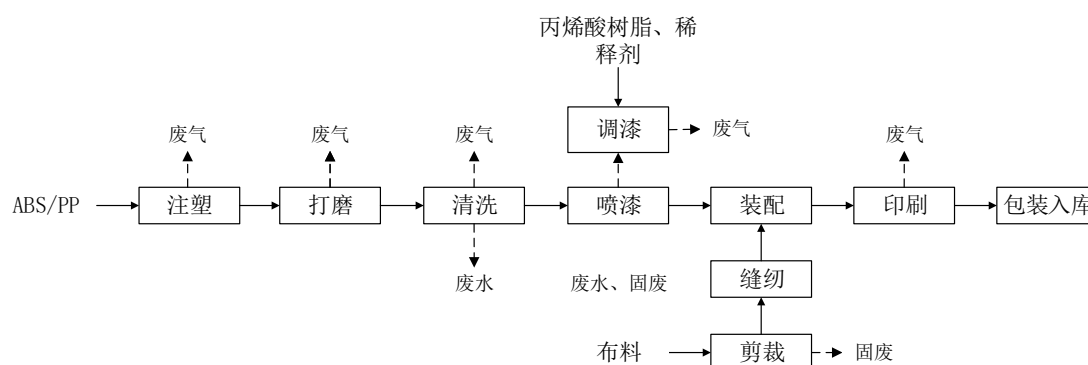 丙烯酸树脂、稀
释剂
调漆
废气
废气
废气
废气
废气
ABS/PP
注塑
打磨
清洗
喷漆
装配
印刷
包装入库
废水
废水、固废
缝纫
布料
剪裁
固废